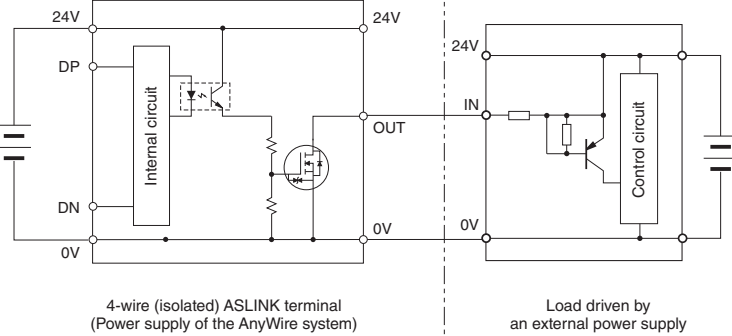 24V
24V
24V
DP
Internal circuit
IN
OUT
Control circuit
DN
0V
0V
0V
4-wire (isolated) ASLINK terminal
(Power supply of the AnyWire system)
Load driven by
an external power supply